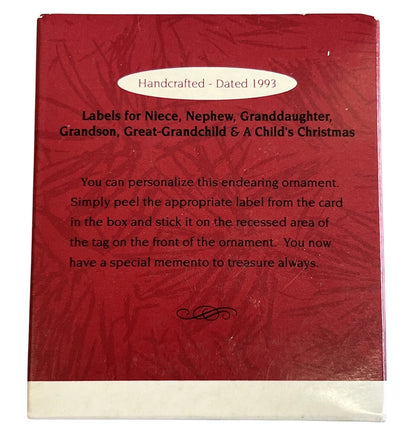 Handcrafted - Dated 1993
Labels for Niece, Nephew, Granddaughter,
Grandson, Great-Grandchild & A Child's Christmas
You can personalize this endearing ornament.
Simply peel the appropriate label from the card
in the box and stick it on the recessed area of
the tag on the front of the ornament. You now
have a special memento to treasure always.